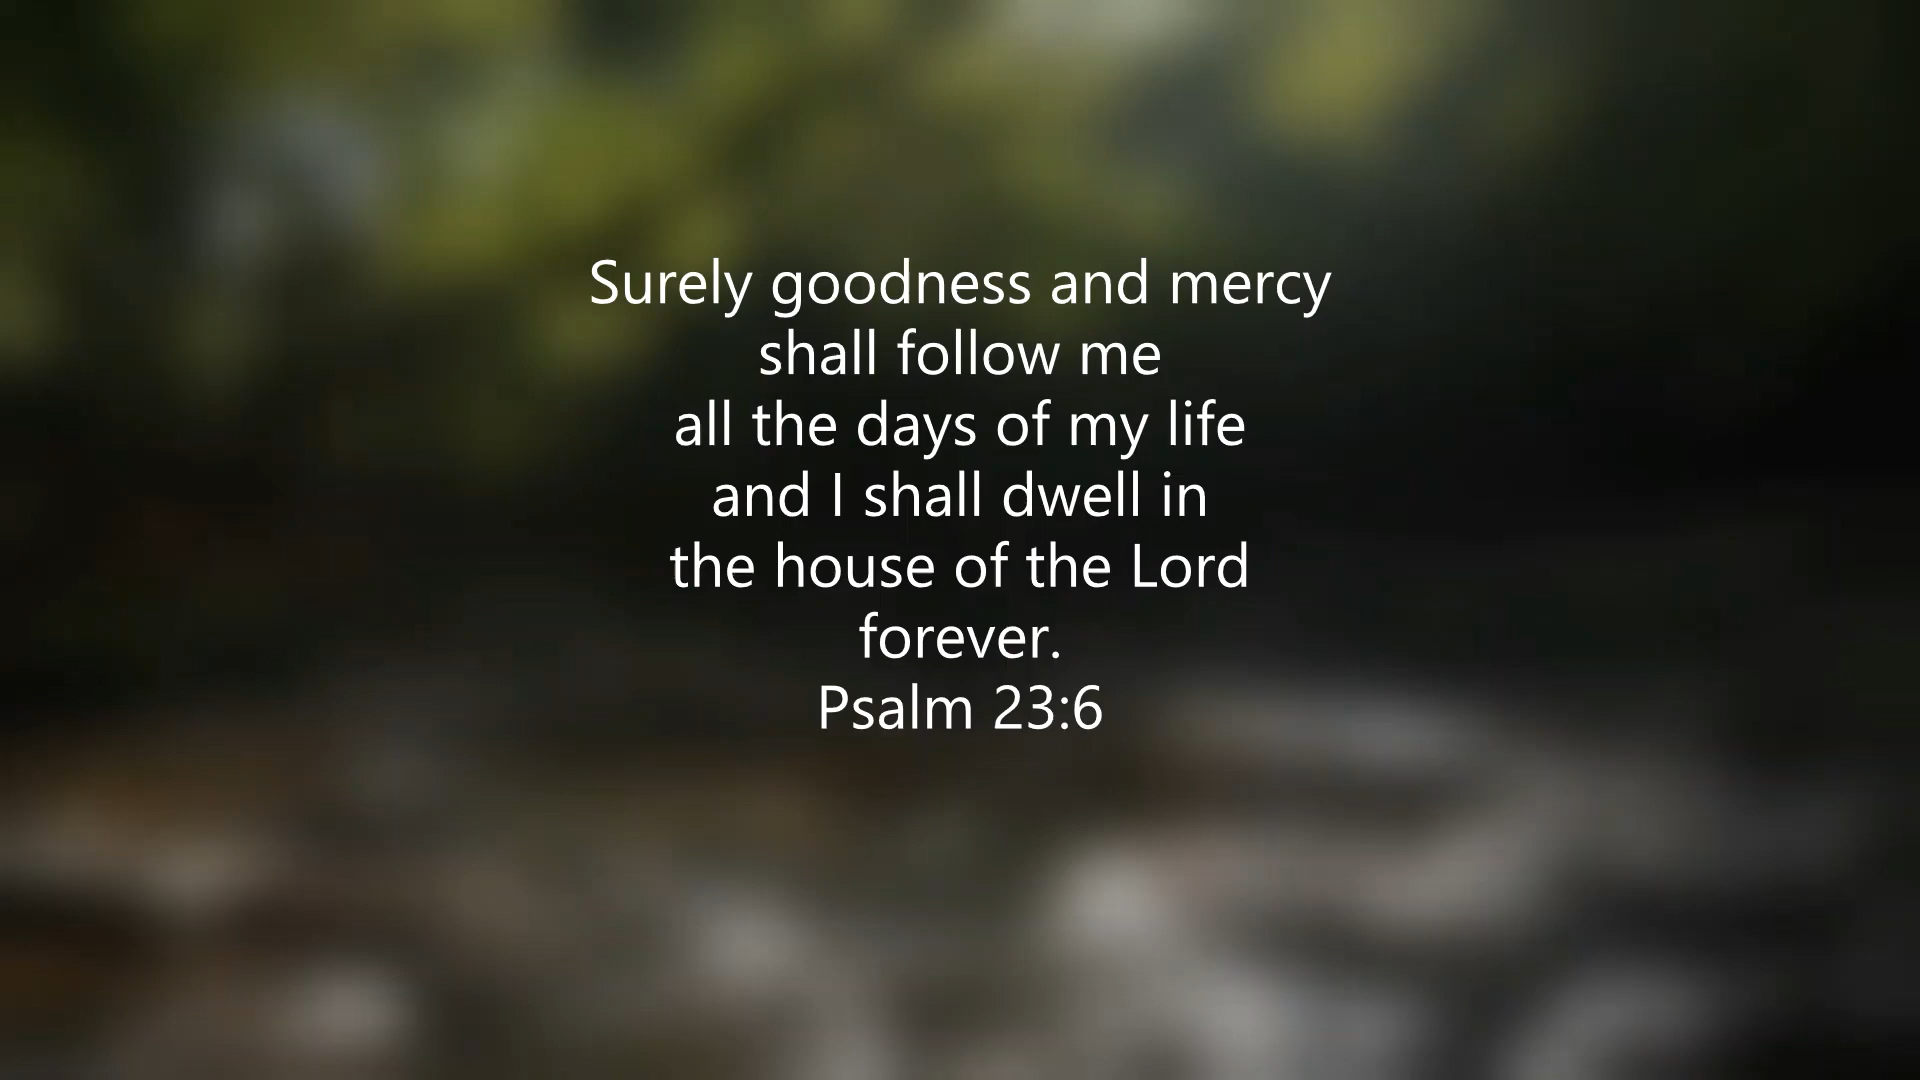 Surely goodness and mercy
shall follow me
all the days of my life
and I shall dwell in
the house of the Lord
forever.
Psalm 23:6